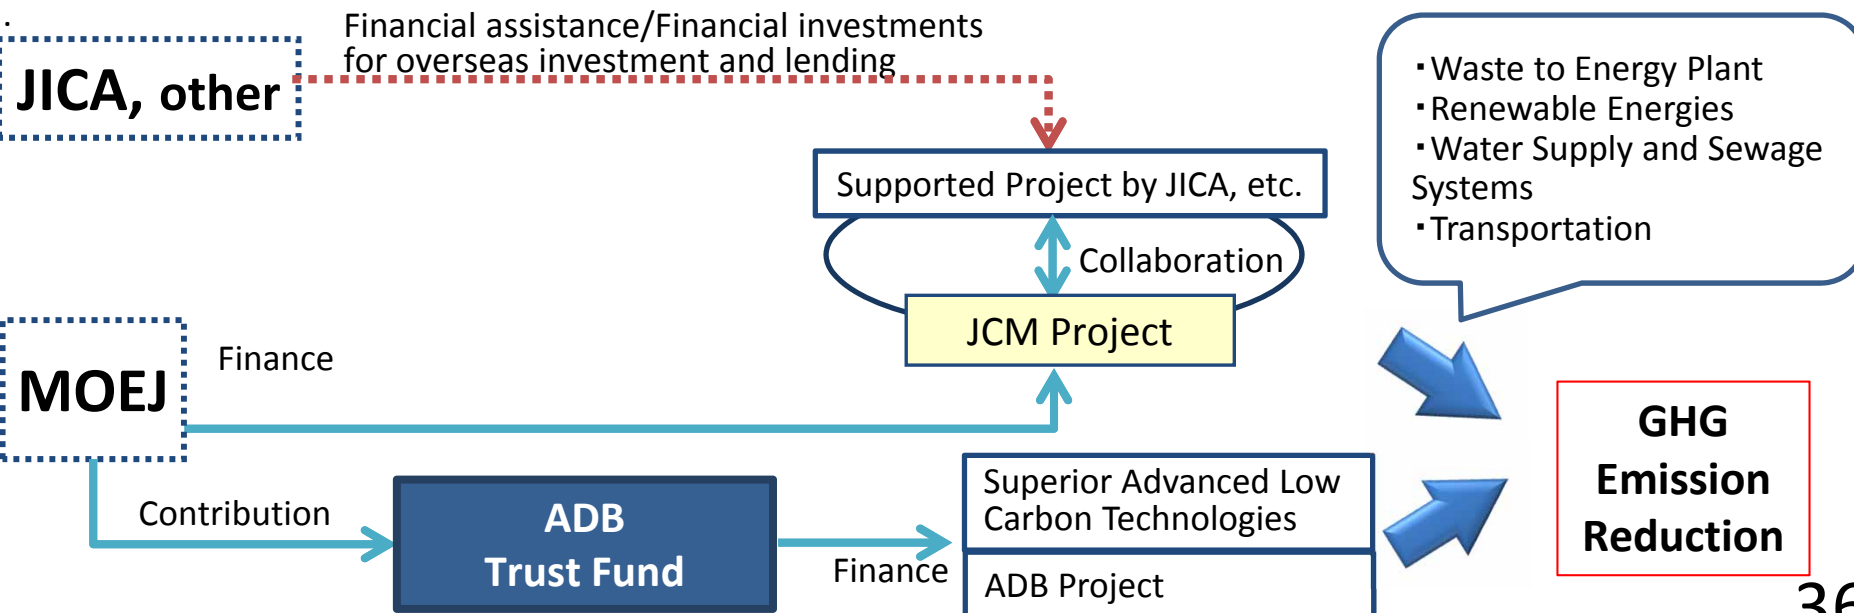 .
Financial assistance/Financial investments
for overseas investment and lending
JICA, other
・Waste to Energy Plant
・Renewable Energies
・Water Supply and Sewage
Systems
・Transportation
Supported Project by JICA, etc.
Collaboration
JCM Project
MOEJ
Finance
GHG
Emission
Reduction
Contribution
ADB
Trust Fund
Finance
Superior Advanced Low
Carbon Technologies
ADB Project
36